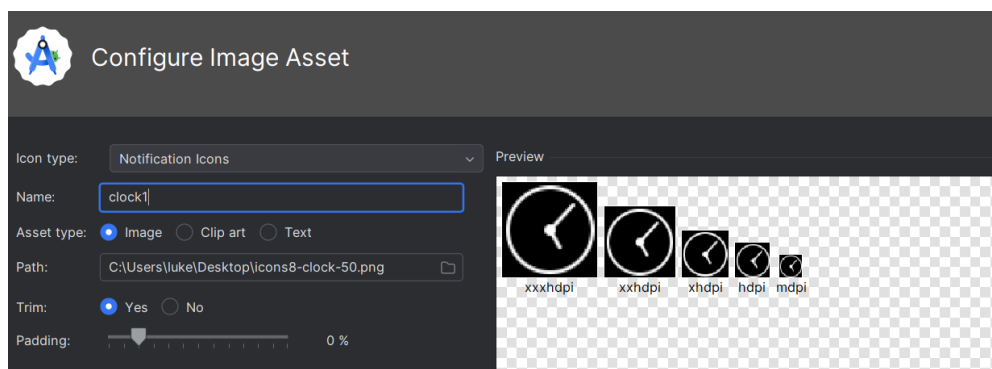 Configure Image Asset
Icon type: Notification Icons
Preview
Name: clock1
Asset type: Image Clip art Text
Path: C:\Users\luke\Desktop\icons8-clock-50.png
Trim: Yes No
Padding: 0 %
xxxhdpi xxhdpi xhdpi hdpi mdpi